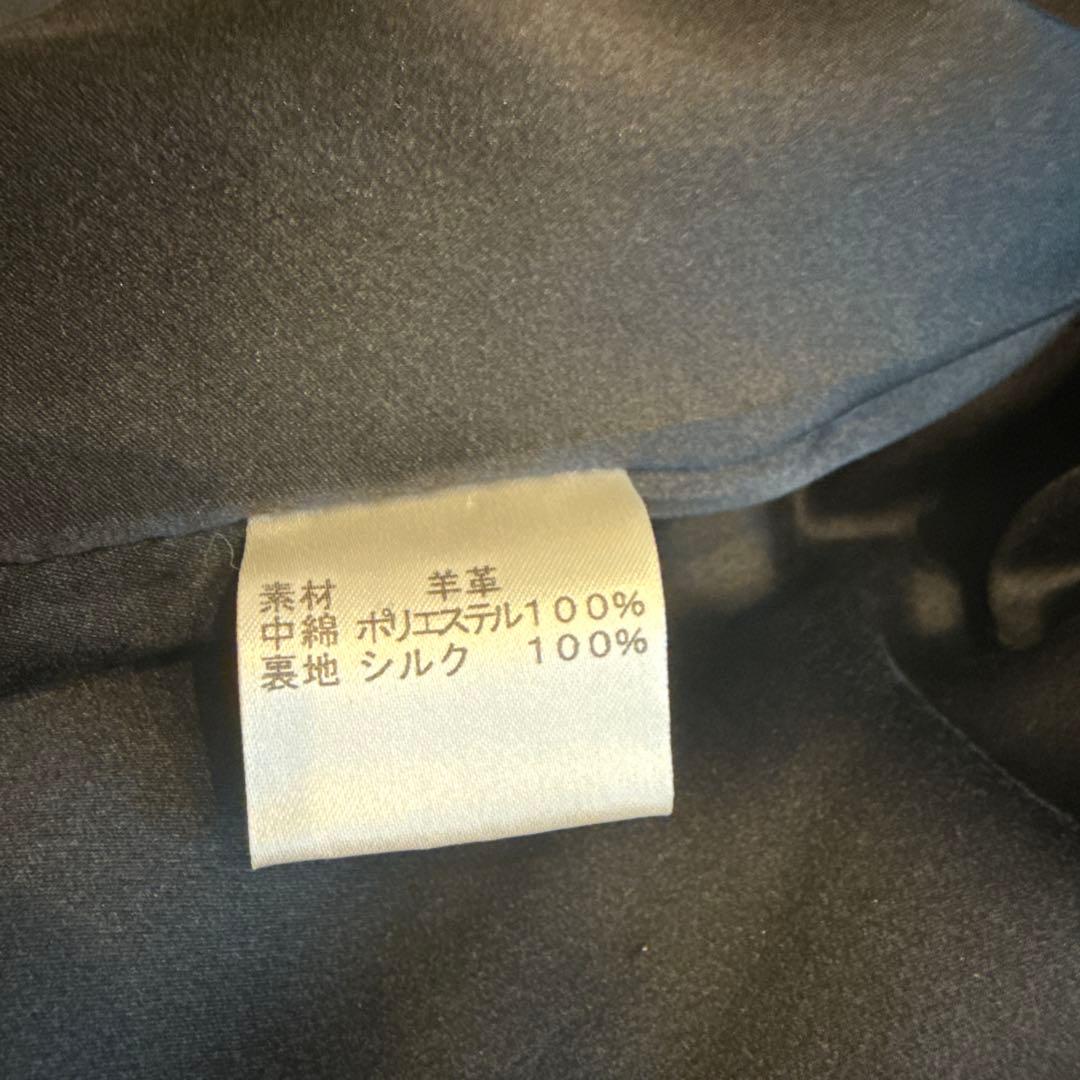 素材 羊革
中綿 ポリエステル100%
裏地 シルク 100%